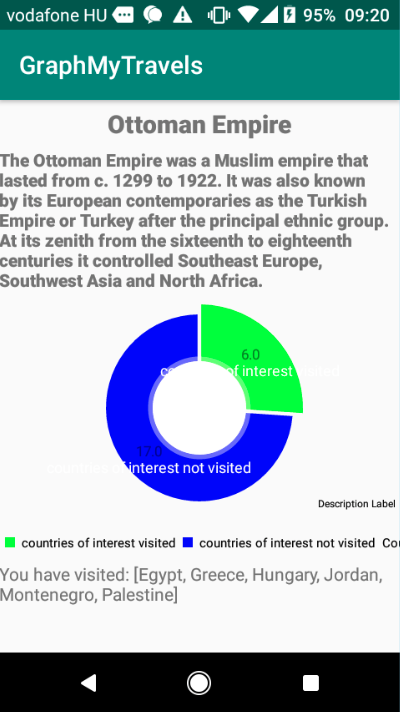 vodafone HU 95% 09:20
GraphMyTravels
Ottoman Empire
The Ottoman Empire was a Muslim empire that
lasted from c. 1299 to 1922. It was also known
by its European contemporaries as the Turkish
Empire or Turkey after the principal ethnic group.
At its zenith from the sixteenth to eighteenth
centuries it controlled Southeast Europe,
Southwest Asia and North Africa.
6.0
countries of interest visited
17.0
countries of interest not visited
Description Label
countries of interest visited countries of interest not visited Cou
You have visited: [Egypt, Greece, Hungary, Jordan,
Montenegro, Palestine]